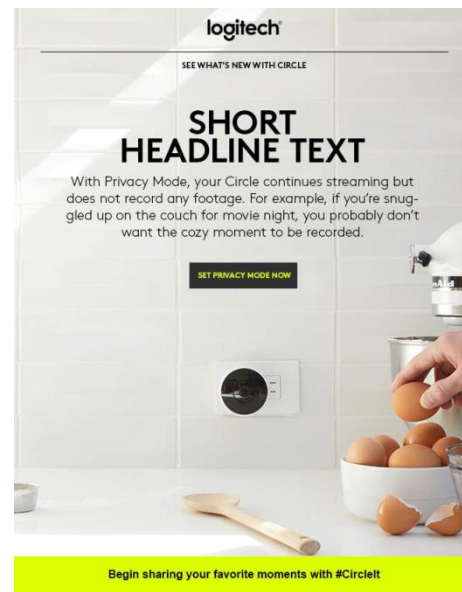 logitech
SEE WHAT'S NEW WITH CIRCLE
SHORT
HEADLINE TEXT
With Privacy Mode, your Circle continues streaming but
does not record any footage. For example, if you're snug-
gled up on the couch for movie night, you probably don't
want the cozy moment to be recorded.
SET PRIVACY MODE NOW
Begin sharing your favorite moments with #CircleIt